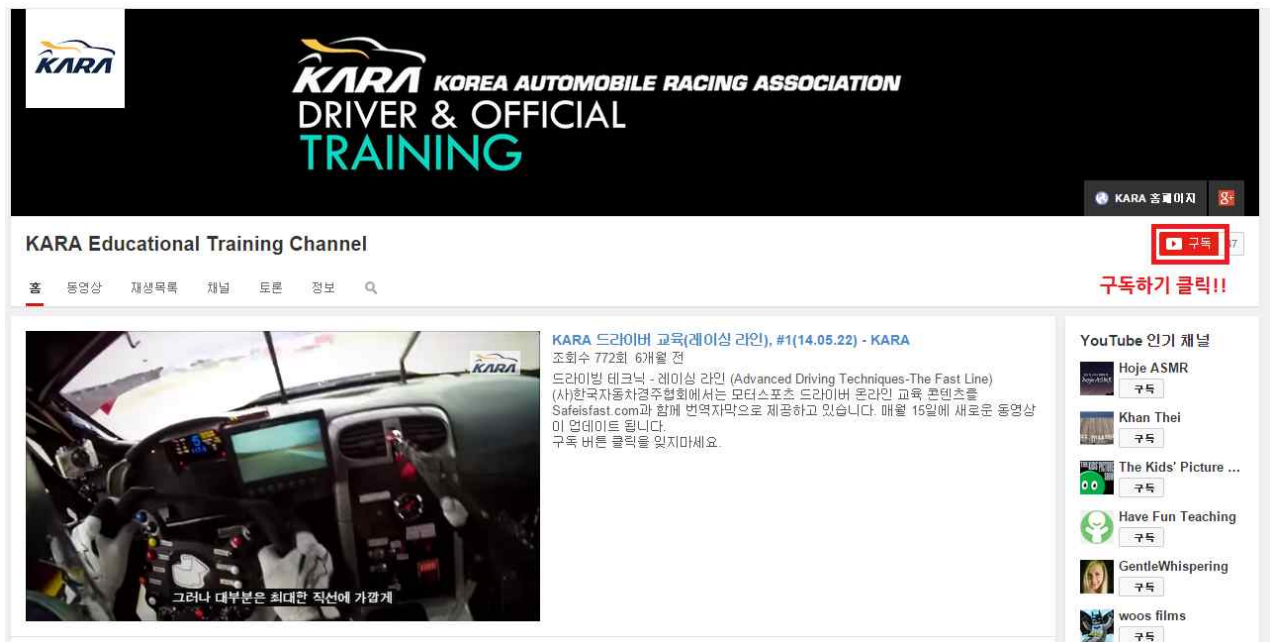 KARA
KARA KOREA AUTOMOBILE RACING ASSOCIATION
DRIVER & OFFICIAL
TRAINING
KARA 홈페이지
KARA Educational Training Channel
구독
홈 동영상 재생목록 채널 토론 정보
구독하기 클릭!!
KARA
그러나 대부분은 최대한 직선에 가깝게
KARA 드라이버 교육(레이싱 라인), #1(14.05.22) - KARA
조회수 772회 6개월 전
드라이빙 테크닉 - 레이싱 라인 (Advanced Driving Techniques-The Fast Line)
(사)한국자동차경주협회에서는 모터스포츠 드라이버 온라인 교육 콘텐츠를
Safeisfast.com과 함께 번역자막으로 제공하고 있습니다. 매월 15일에 새로운 동영상
이 업데이트 됩니다.
구독 버튼 클릭을 잊지마세요.
YouTube 인기 채널
Hoje ASMR
구독
Khan Thei
구독
The Kids' Picture ...
구독
Have Fun Teaching
구독
GentleWhispering
구독
woos films
구독